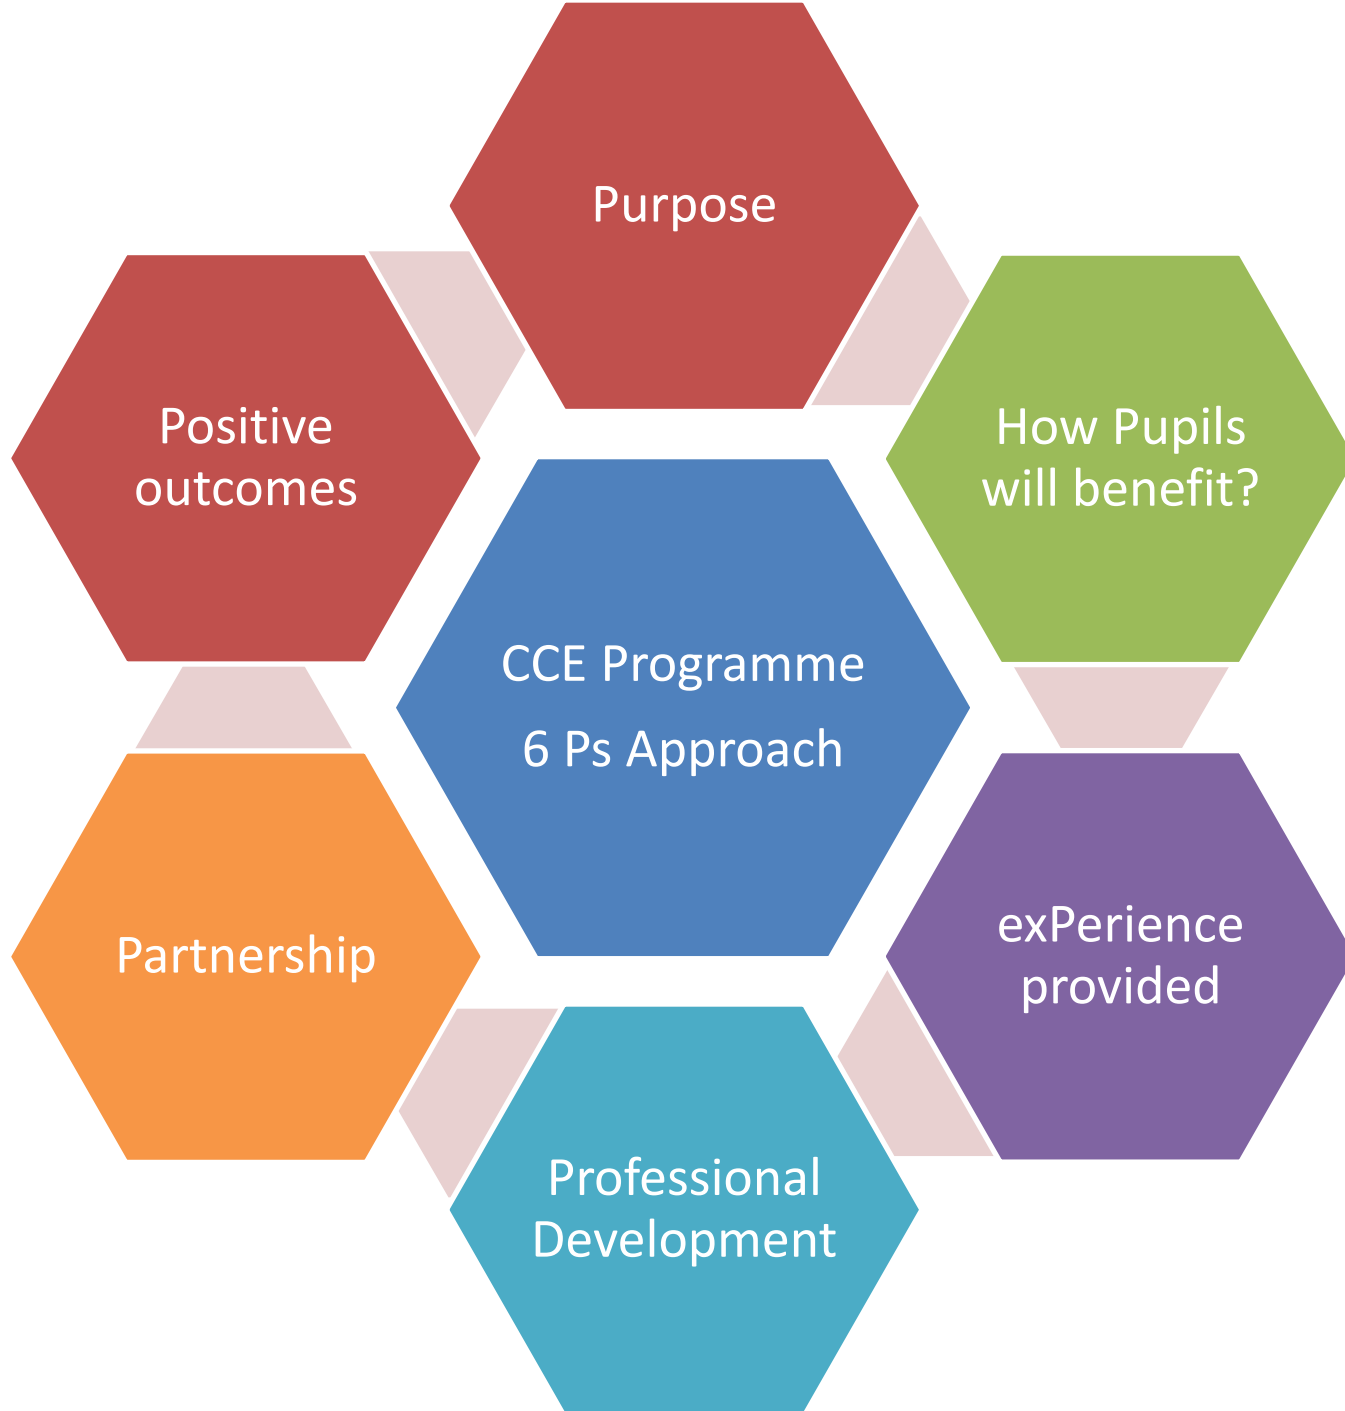 Purpose
Positive
outcomes
How Pupils
will benefit?
CCE Programme
6 Ps Approach
Partnership
exPerience
provided
Professional
Development